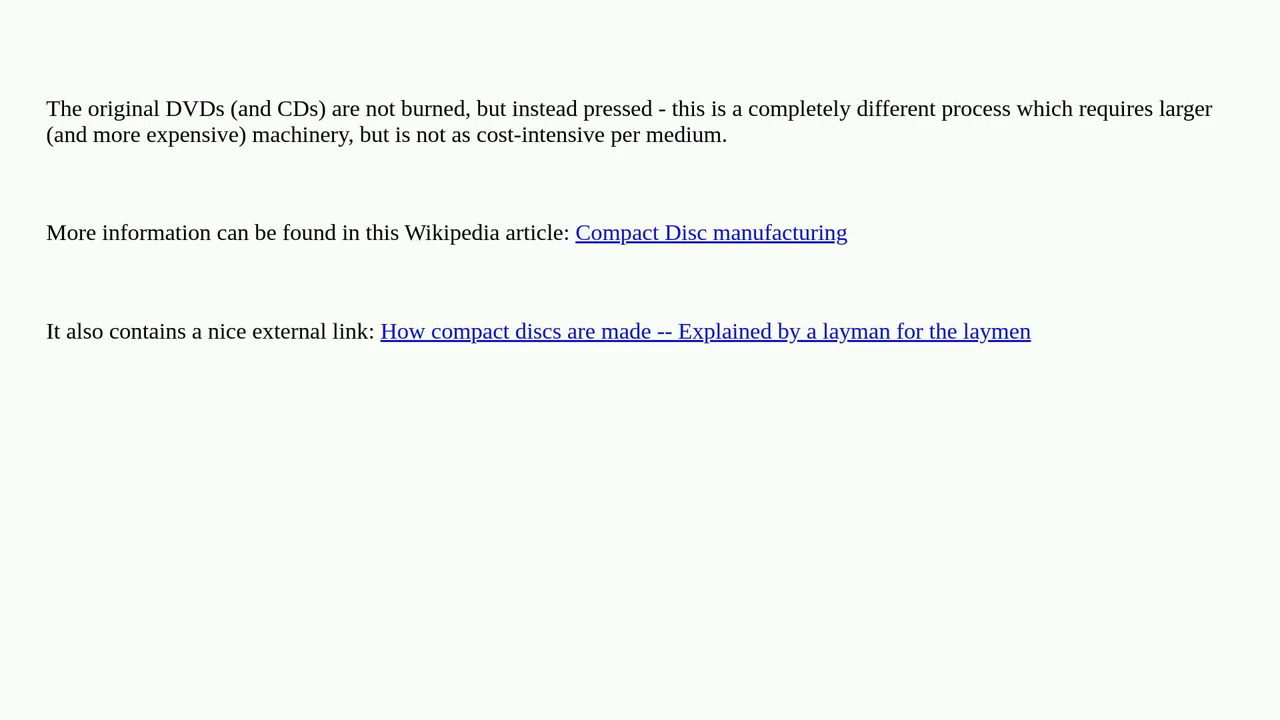 The original DVDs (and CDs) are not burned, but instead pressed - this is a completely different process which requires larger
(and more expensive) machinery, but is not as cost-intensive per medium.
More information can be found in this Wikipedia article: Compact Disc manufacturing
It also contains a nice external link: How compact discs are made -- Explained by a layman for the laymen